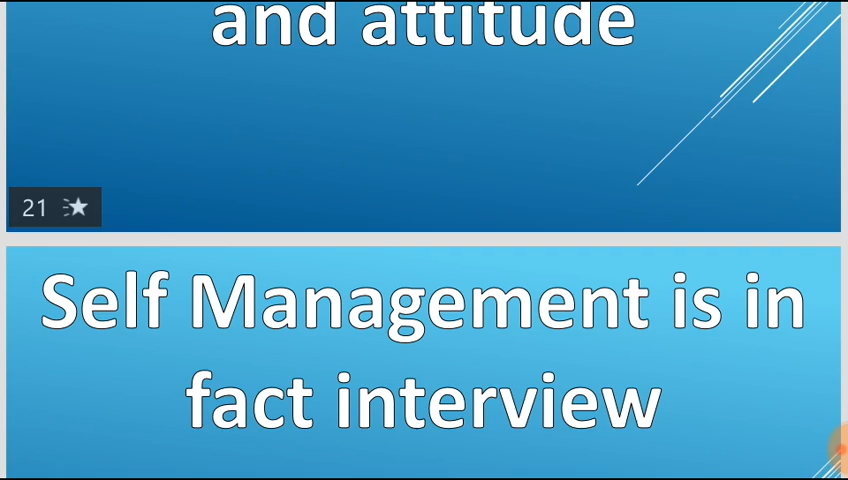 and attitude
21
Self Management is in
fact interview